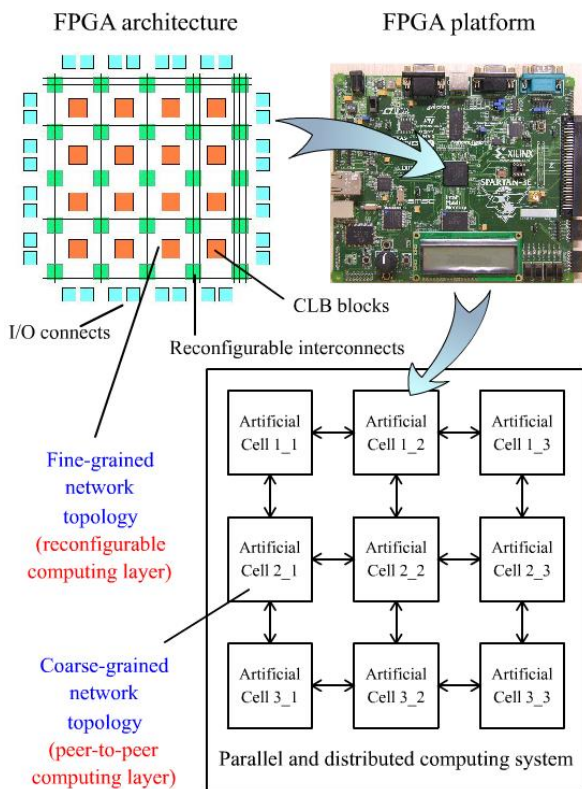 FPGA architecture
FPGA platform
XILINX
SPARTAN-3E
CLB blocks
I/O connects
Reconfigurable interconnects
Fine-grained
network
topology
(reconfigurable
computing layer)
Artificial
Cell 1_1
Artificial
Cell 1_2
Artificial
Cell 1_3
Artificial
Cell 2_1
Artificial
Cell 2_2
Artificial
Cell 2_3
Coarse-grained
network
topology
(peer-to-peer
computing layer)
Artificial
Cell 3_1
Artificial
Cell 3_2
Artificial
Cell 3_3
Parallel and distributed computing system